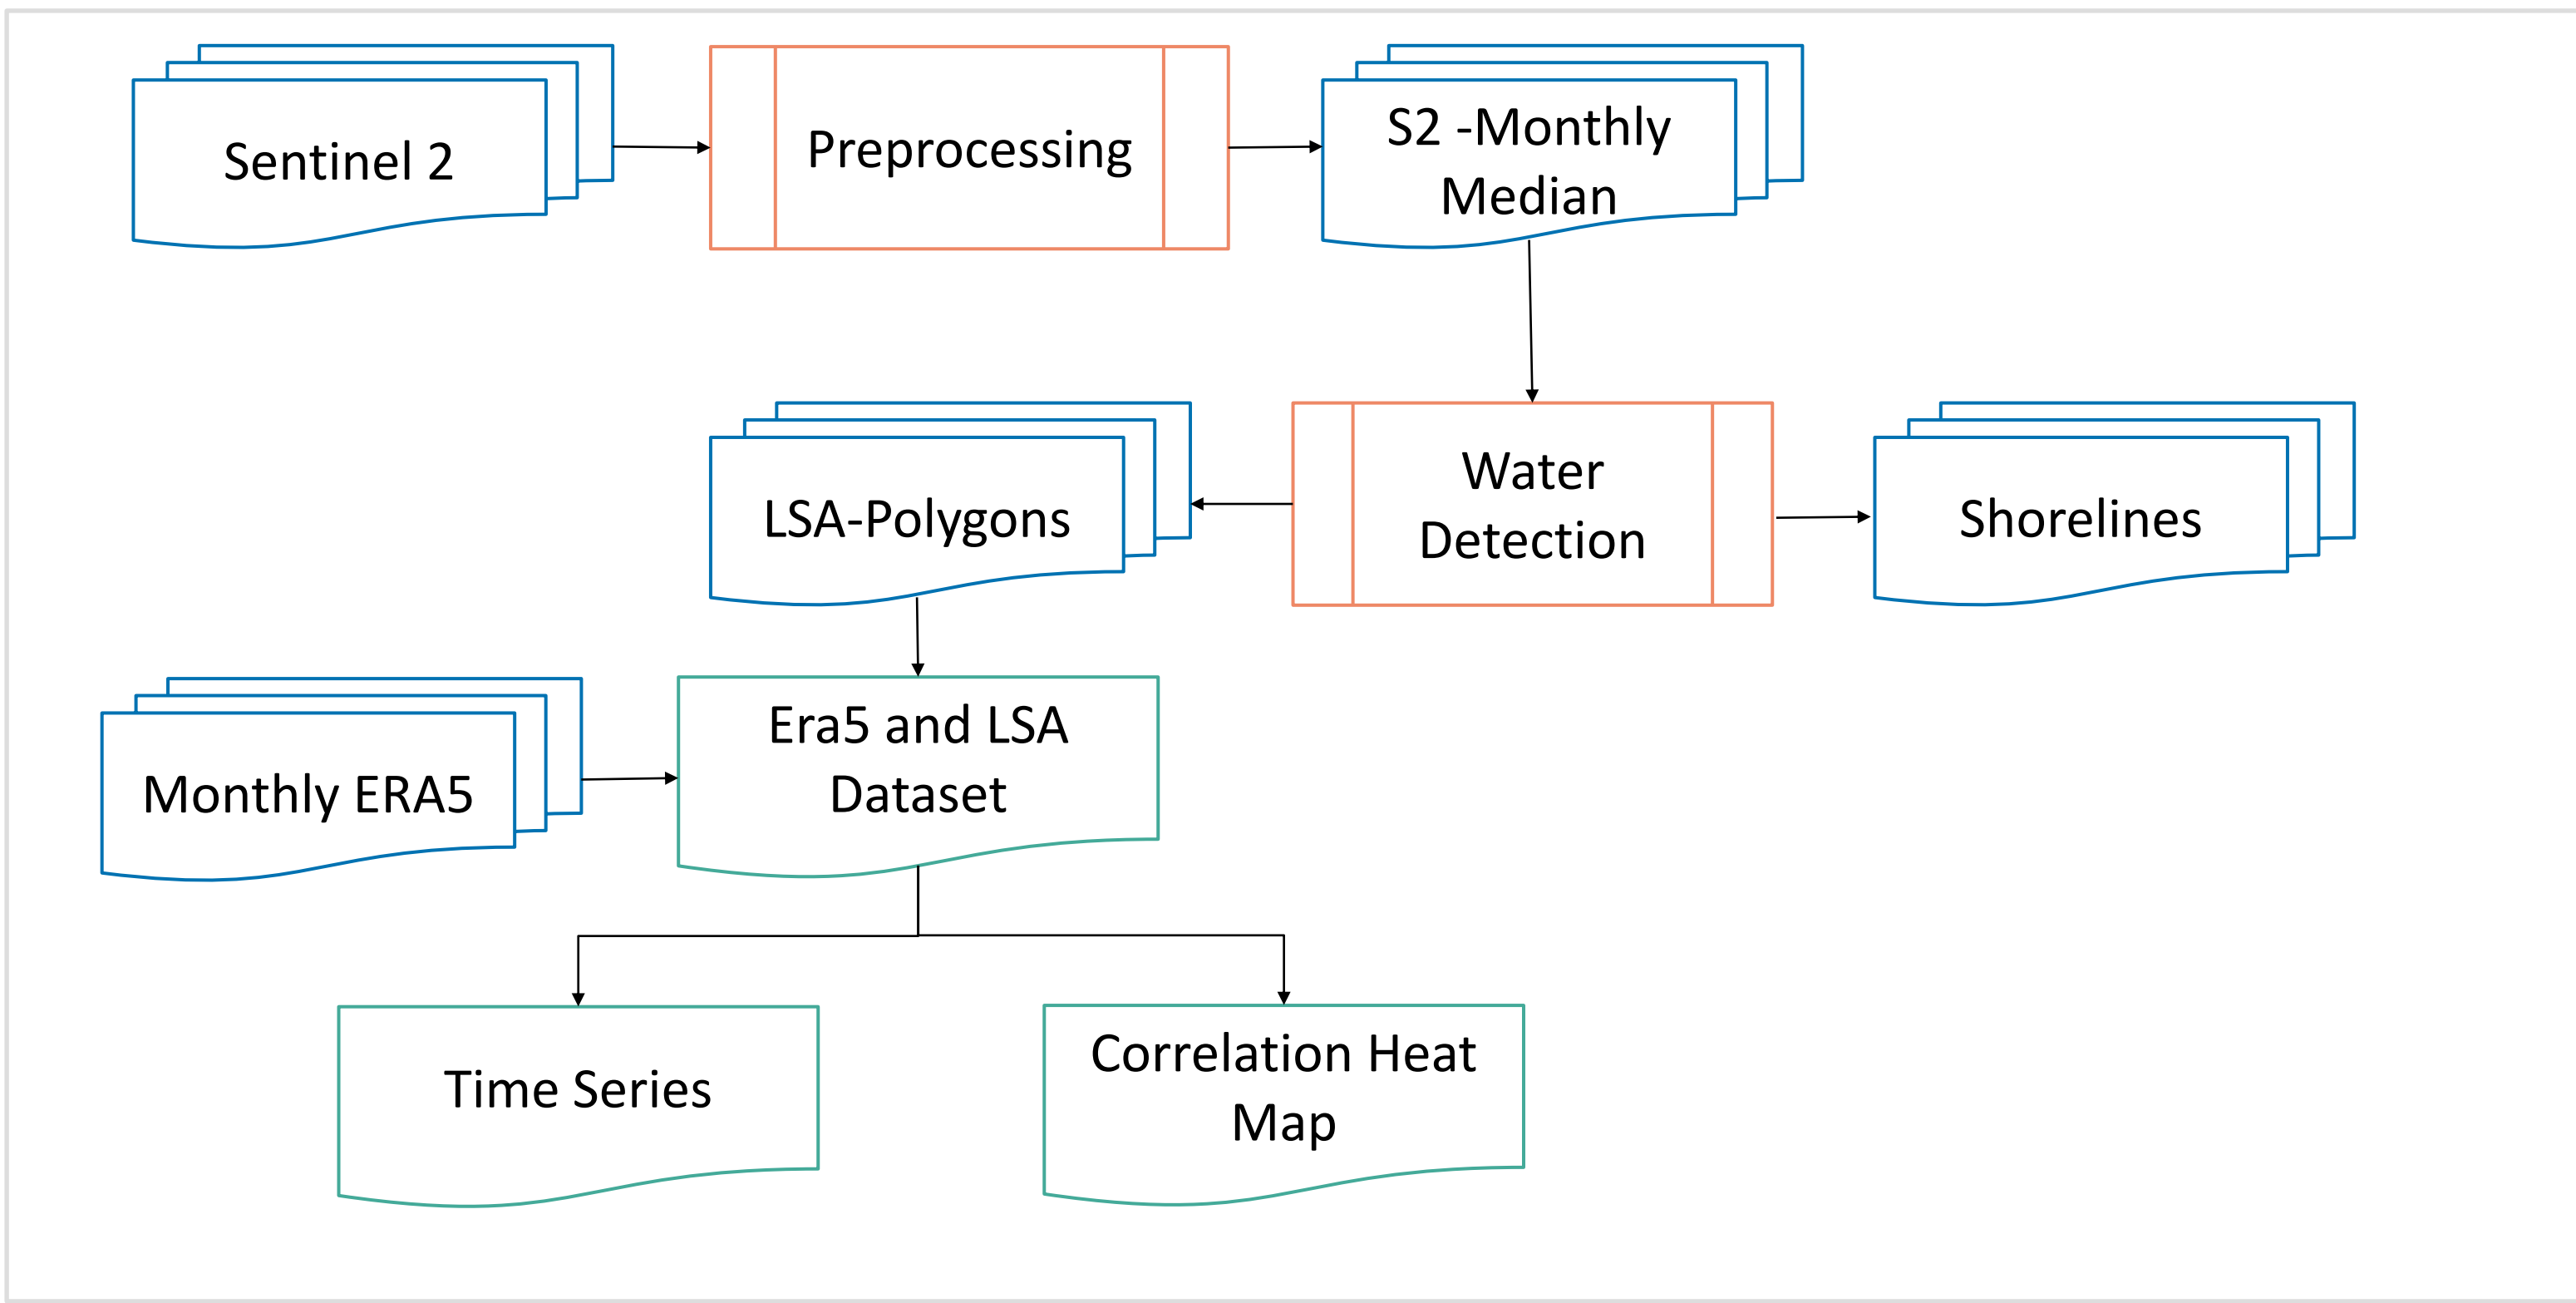 Sentinel 2
Preprocessing
S2 -Monthly
Median
LSA-Polygons
Water
Detection
Shorelines
Monthly ERA5
Era5 and LSA
Dataset
Time Series
Correlation Heat
Map